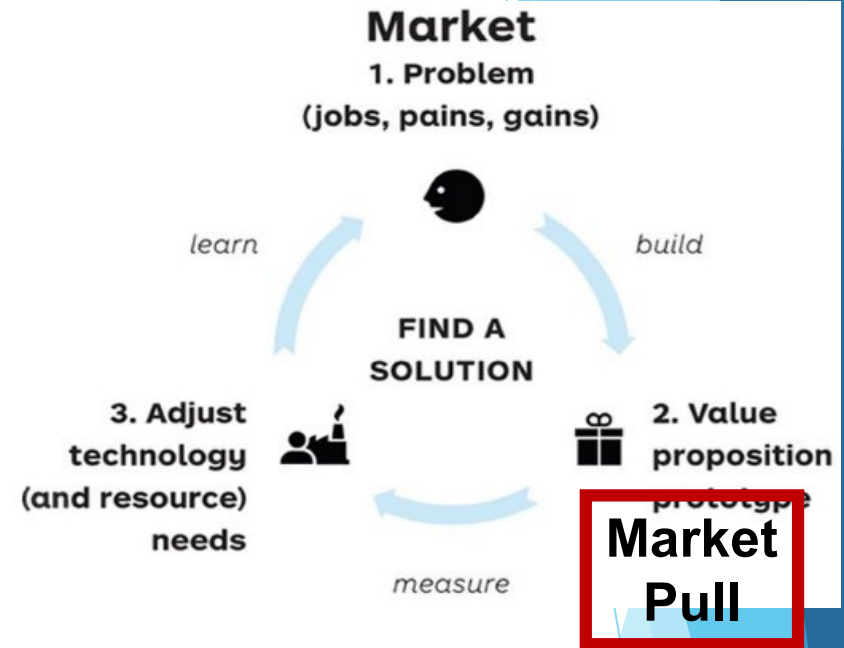 Market
1. Problem
(jobs, pains, gains)
learn
build
FIND A
SOLUTION
3. Adjust
technology
(and resource)
needs
2. Value
proposition
prototype
measure
Market
Pull